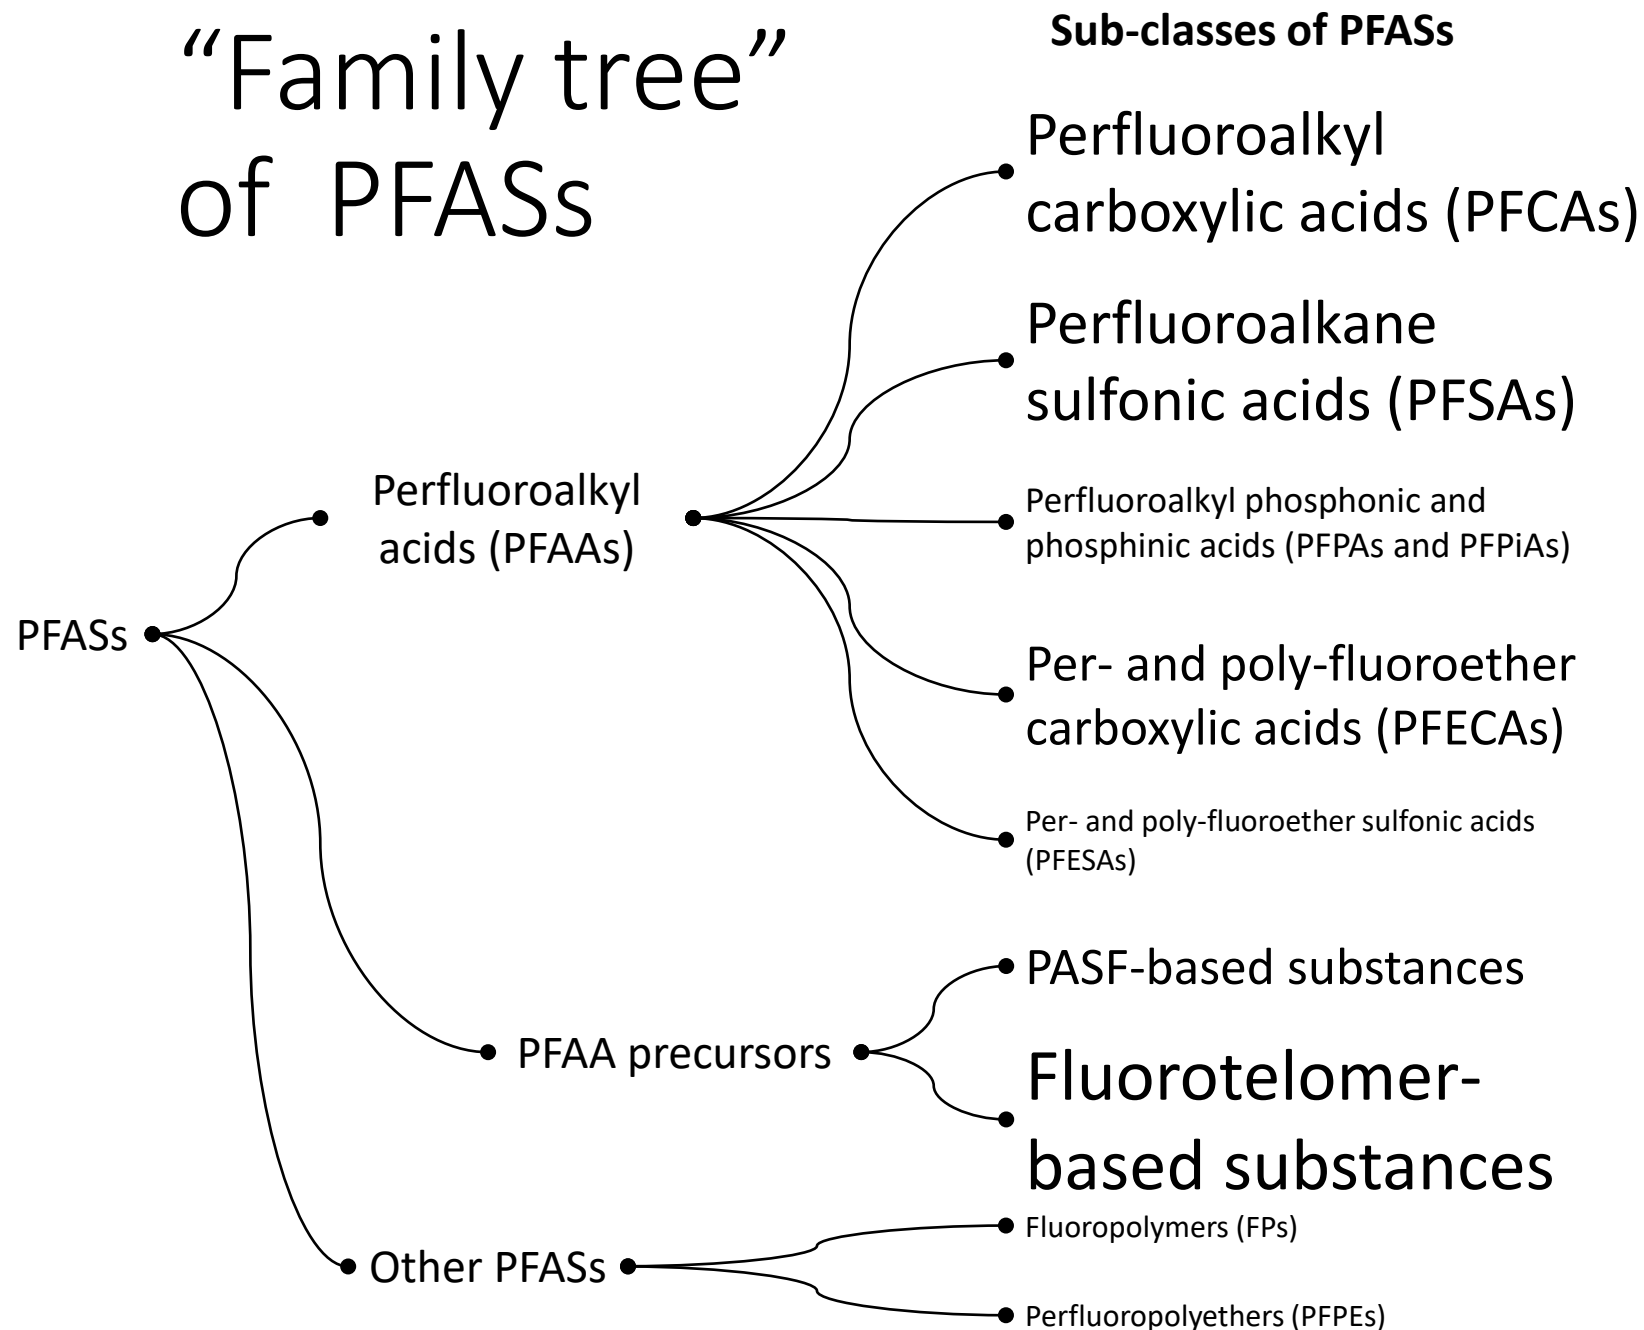 “Family tree”
of PFASs
Sub-classes of PFASs
Perfluoroalkyl
carboxylic acids (PFCAs)
Perfluoroalkane
sulfonic acids (PFSAs)
Perfluoroalkyl
acids (PFAAs)
Perfluoroalkyl phosphonic and
phosphinic acids (PFPAs and PFPiAs)
PFASs
Per- and poly-fluoroether
carboxylic acids (PFECAs)
Per- and poly-fluoroether sulfonic acids
(PFESAs)
PASF-based substances
PFAA precursors
Fluorotelomer-
based substances
Fluoropolymers (FPs)
Other PFASs
Perfluoropolyethers (PFPEs)